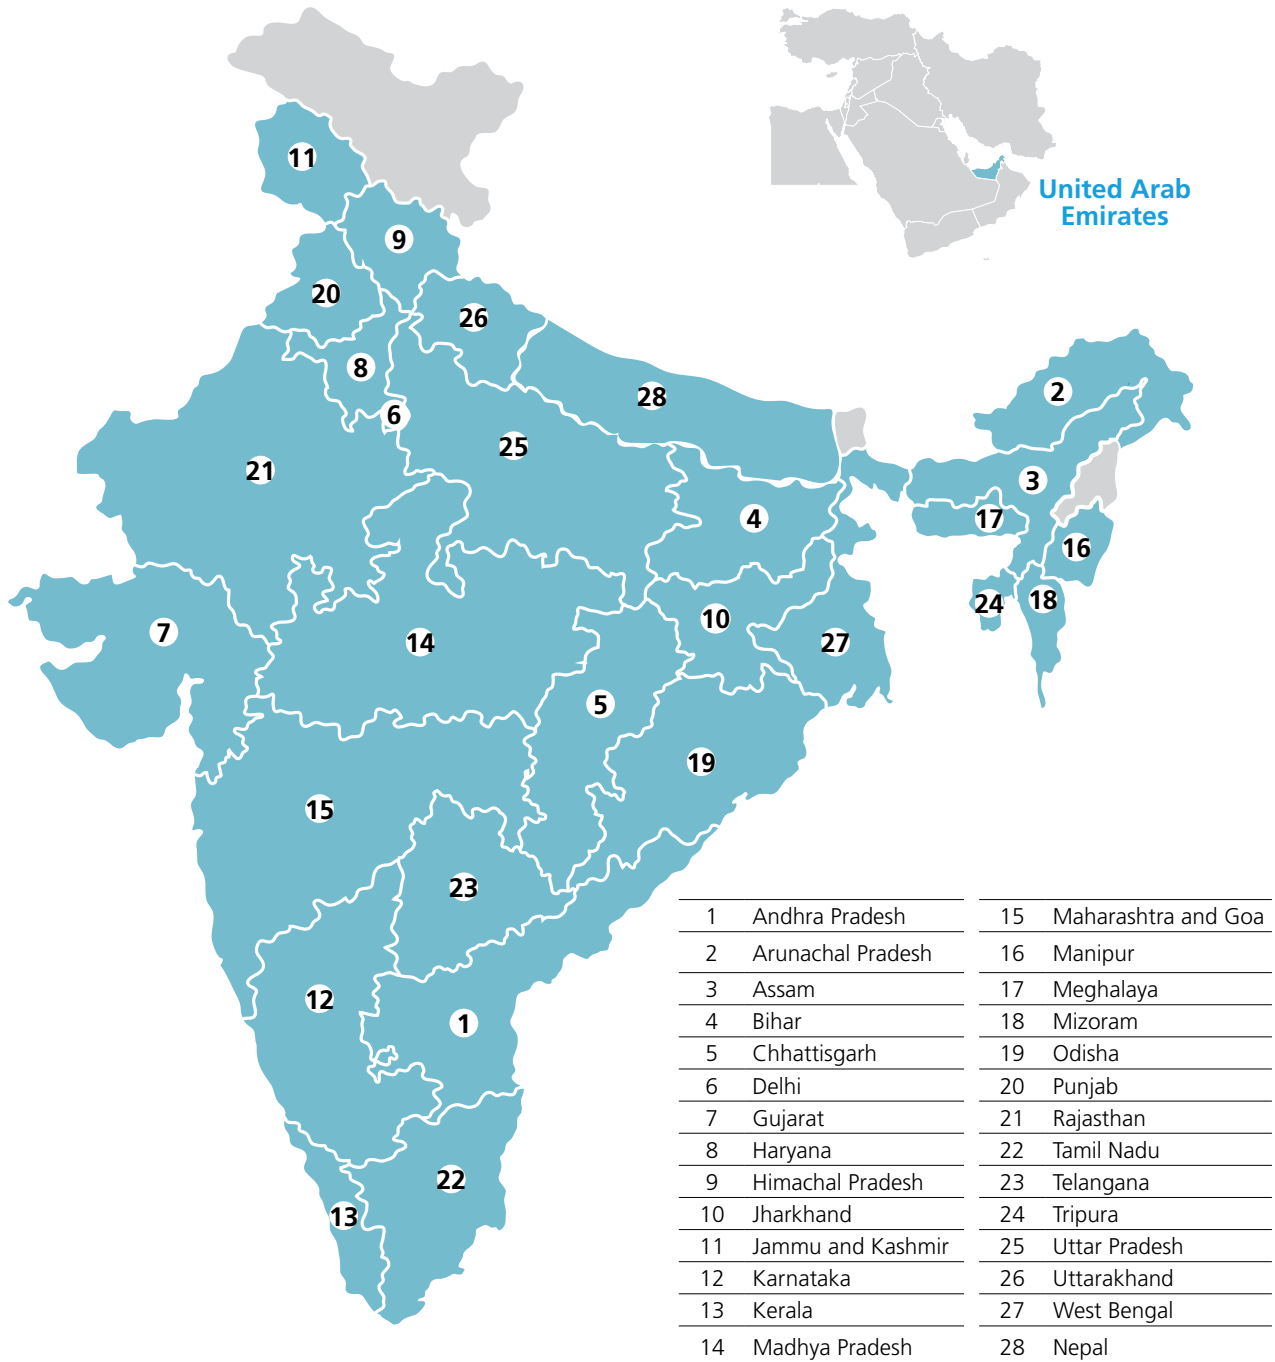 United Arab
Emirates
11
9
20
26
8
28
2
6
25
21
3
4
17
16
24
18
10
7
14
27
5
19
15
23
12
1
22
13
1 Andhra Pradesh
2 Arunachal Pradesh
3 Assam
4 Bihar
5 Chhattisgarh
6 Delhi
7 Gujarat
8 Haryana
9 Himachal Pradesh
10 Jharkhand
11 Jammu and Kashmir
12 Karnataka
13 Kerala
14 Madhya Pradesh
15 Maharashtra and Goa
16 Manipur
17 Meghalaya
18 Mizoram
19 Odisha
20 Punjab
21 Rajasthan
22 Tamil Nadu
23 Telangana
24 Tripura
25 Uttar Pradesh
26 Uttarakhand
27 West Bengal
28 Nepal